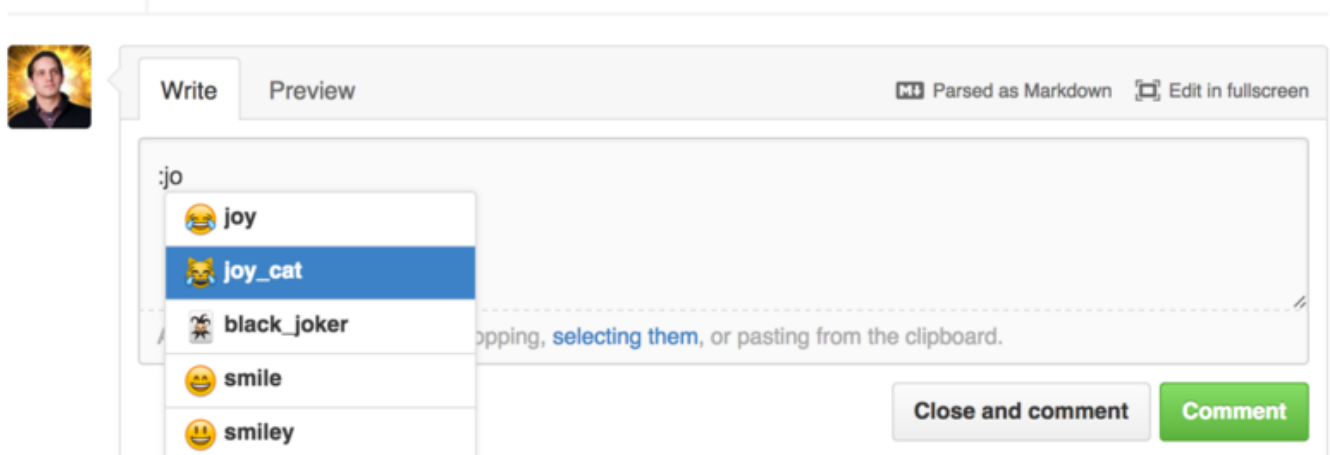 Write Preview Parsed as Markdown Edit in fullscreen
:jo
joy
joy_cat
black_joker
opping, selecting them, or pasting from the clipboard.
smile
Close and comment Comment
smiley